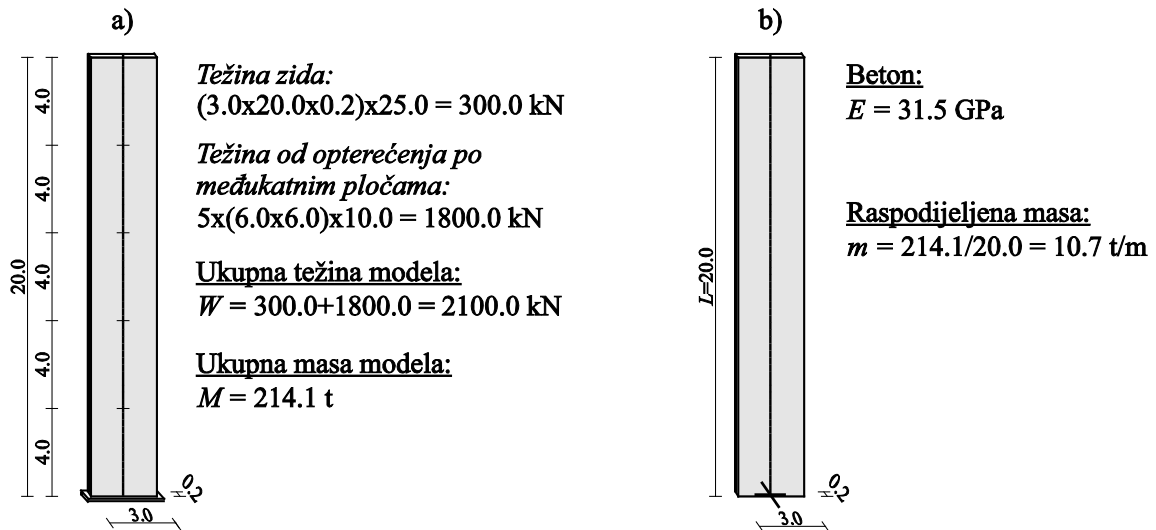 a)
Težina zida:
(3.0x20.0x0.2)x25.0 = 300.0 kN
Težina od opterećenja po
međukatnim pločama:
5x(6.0x6.0)x10.0 = 1800.0 kN
Ukupna težina modela:
W = 300.0+1800.0 = 2100.0 kN
Ukupna masa modela:
M = 214.1 t
20.0
4.0
4.0
4.0
4.0
4.0
0.2
3.0
b)
Beton:
E = 31.5 GPa
Raspodijeljena masa:
m = 214.1/20.0 = 10.7 t/m
L=20.0
0.2
3.0